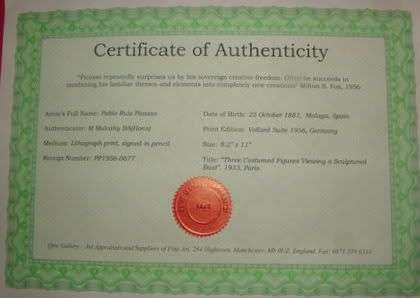 Certificate of Authenticity
"Picasso repeatedly surprises us by his sovereign creative freedom. Often he succeeds in
combining his familiar themes and elements into completely new creations" Milton S. Fox, 1956
Artist's Full Name: Pablo Ruiz Picasso
Authenticator: M Mulcahy BA(Hons)
Medium: Lithograph print, signed in pencil
Receipt Number: PP1956-0677
Date of Birth: 25 October 1881, Malaga, Spain
Print Edition: Vollard Suite 1956, Germany
Size: 8.2" x 11"
Title: "Three Costumed Figures Viewing a Sculptured
Bust". 1933, Paris.
Gallery - Art Appraisals and Suppliers of Fine Art, 284 Manchester, England, Fax: 0871